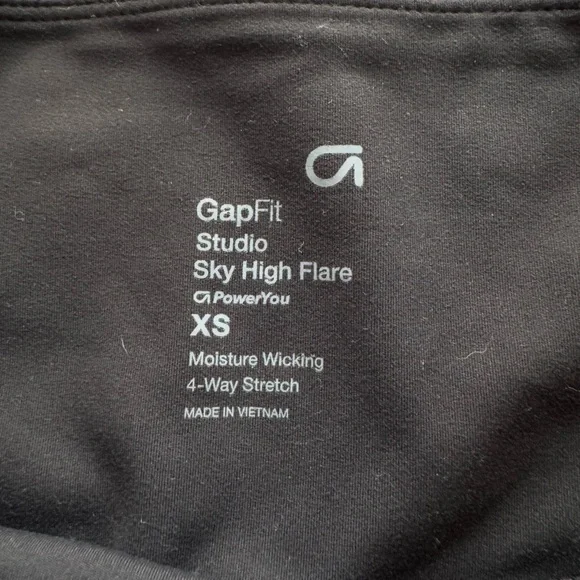 GapFit
Studio
Sky High Flare
PowerYou
XS
Moisture Wicking
4-Way Stretch
MADE IN VIETNAM